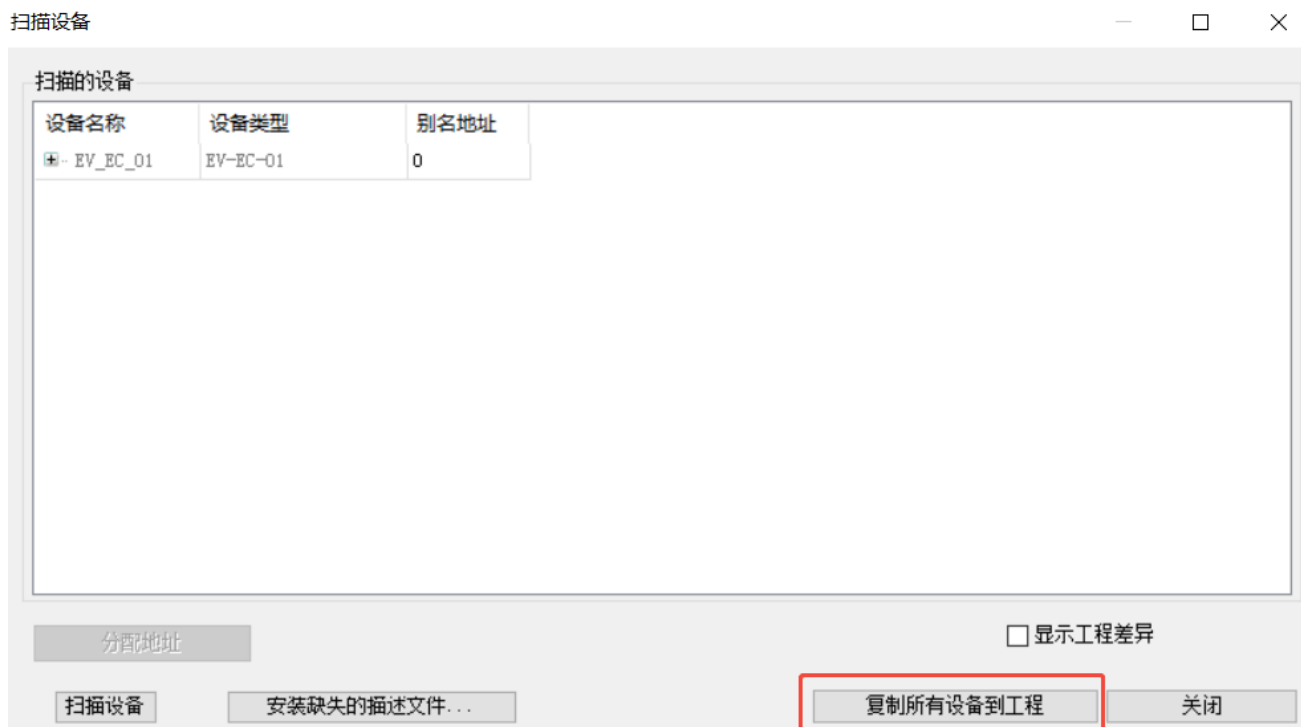 扫描设备
扫描的设备
设备名称 设备类型 别名地址
EV_EC_01 EV-EC-01 0
分配地址
显示工程差异
扫描设备 安装缺失的描述文件... 复制所有设备到工程 关闭